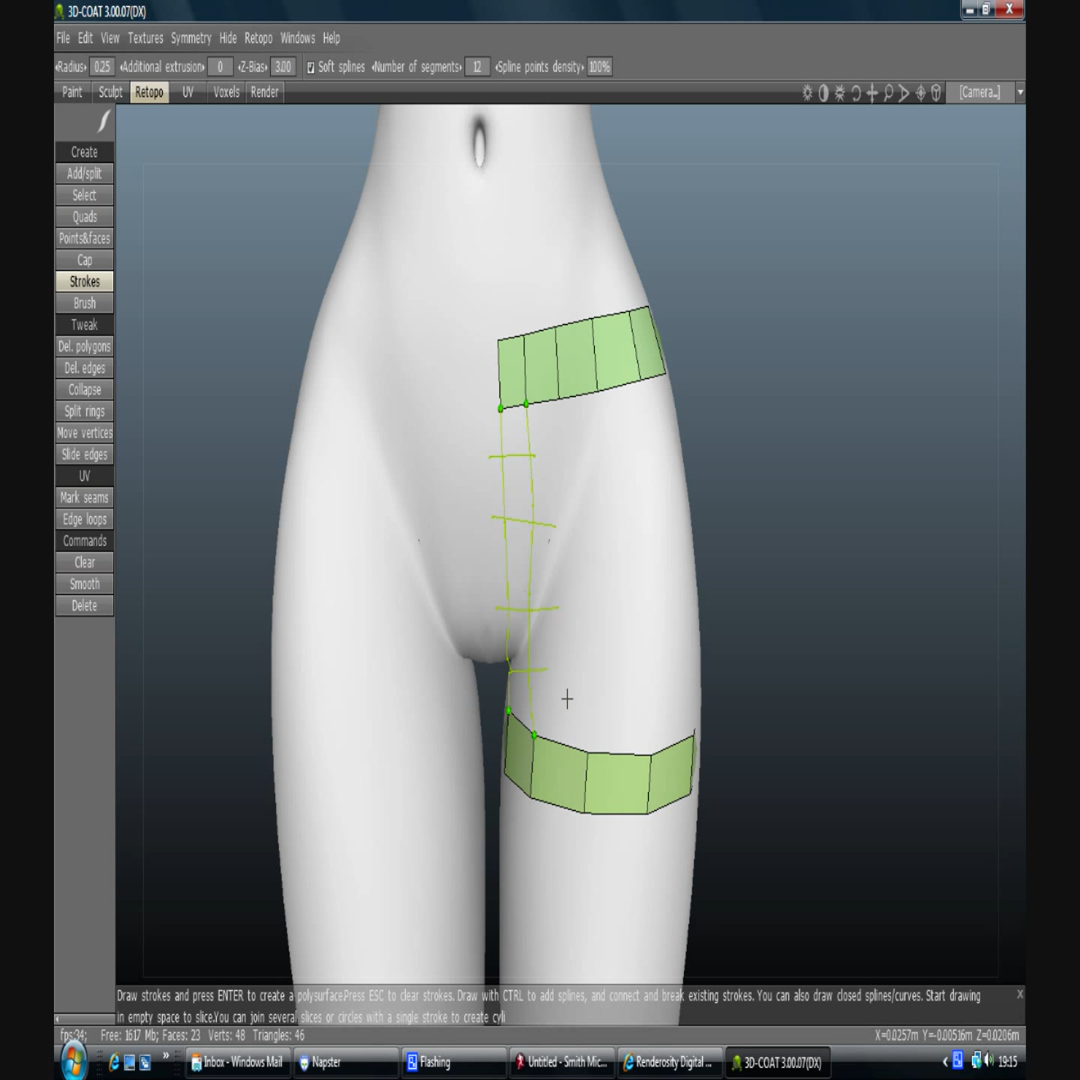 3D-COAT 3.00.07(DX)
File Edit View Textures Symmetry Hide Retopo Windows Help
Radius 0.25 Additional extrusion 0 Z-Bias 3.00 Soft splines Number of segments 12 Spline points density 100%
Paint Sculpt Retopo UV Voxels Render [Camera..]
Create
Add/split
Select
Quads
Points&faces
Cap
Strokes
Brush
Tweak
Del. polygons
Del. edges
Collapse
Split rings
Move vertices
Slide edges
UV
Mark seams
Edge loops
Commands
Clear
Smooth
Delete
Draw strokes and press ENTER to create a polysurface.Press ESC to clear strokes. Draw with CTRL to add splines, and connect and break existing strokes. You can also draw closed splines/curves. Start drawing X
in empty space to slice.You can join several slices or circles with a single stroke to create cyli
fps:34; Free: 1617 Mb; Faces: 23 Verts: 48 Triangles: 46 X=0.0257m Y=-0.00516m Z=0.0206m
Inbox - Windows Mail Napster Flashing Untitled - Smith Mic... Renderosity Digital ... 3D-COAT 3.00.07(DX) 19:15